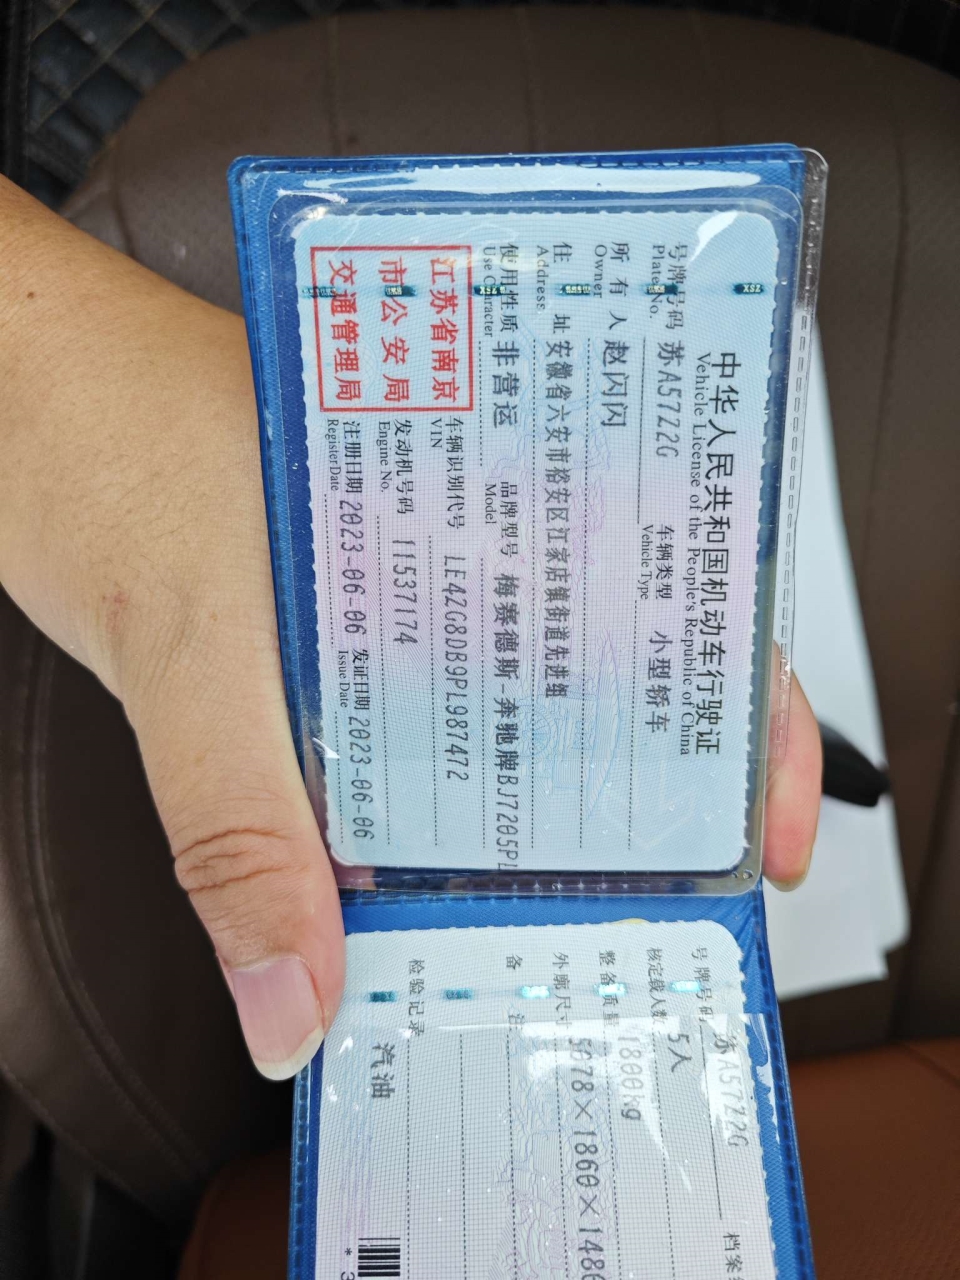 中华人民共和国机动车行驶证
Vehicle License of the People's Republic of China
号牌号码 苏A57Z2G 车辆类型 小型轿车
Plate No. Vehicle Type
所有人 赵闪闪
Owner
住址 安徽省六安市裕安区江家店镇街道先进组
Address
使用性质 非营运 品牌型号 梅赛德斯-奔驰牌BJ7205PL
Use Character Model
江苏省南京
市公安局
交通管理局
车辆识别代号 LE4ZG8DB9PL987472
VIN
发动机号码 11537174
Engine No.
注册日期 2023-06-06 发证日期 2023-06-06
Register Date Issue Date
号牌号码 苏A57Z2G 档案
核定载人数 5人
整备质量 1800kg
外廓尺寸 5078×1860×1480
备注
检验记录
汽油